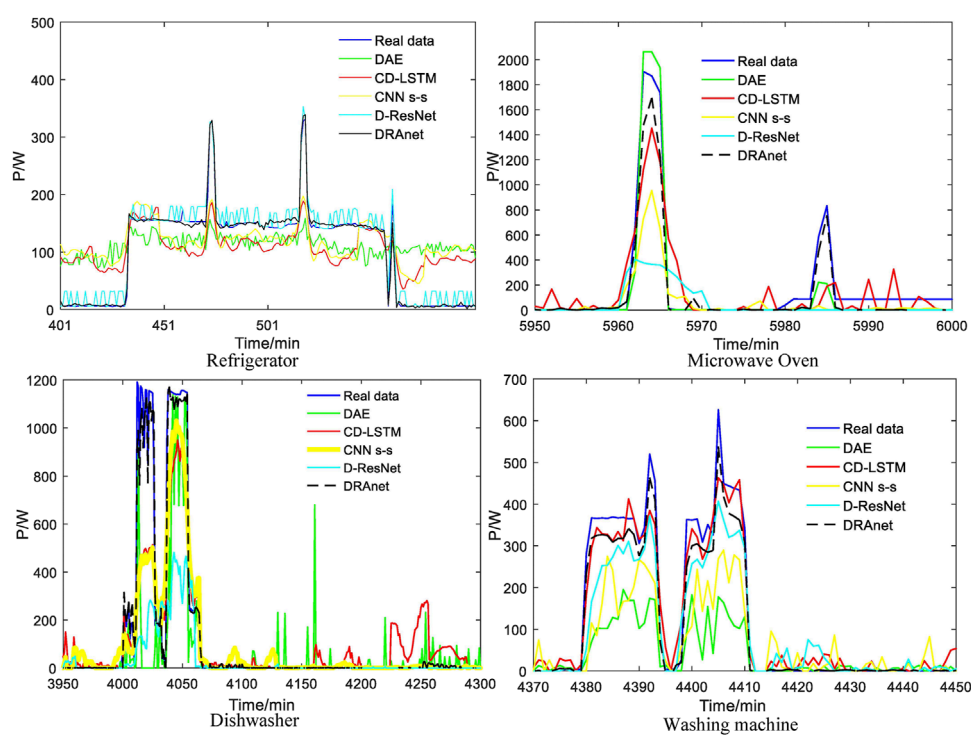 500
400
300
200
100
0
P/W
401
451
501
Time/min
Real data
DAE
CD-LSTM
CNN s-s
D-ResNet
DRAnet
Refrigerator
2000
1800
1600
1400
1200
1000
800
600
400
200
0
P/W
5950
5960
5970
5980
5990
6000
Time/min
Real data
DAE
CD-LSTM
CNN s-s
D-ResNet
DRAnet
Microwave Oven
1200
1000
800
600
400
200
0
P/W
3950
4000
4050
4100
4150
4200
4250
4300
Time/min
Real data
DAE
CD-LSTM
CNN s-s
D-ResNet
DRAnet
Dishwasher
700
600
500
400
300
200
100
0
P/W
4370
4380
4390
4400
4410
4420
4430
4440
4450
Time/min
Real data
DAE
CD-LSTM
CNN s-s
D-ResNet
DRAnet
Washing machine